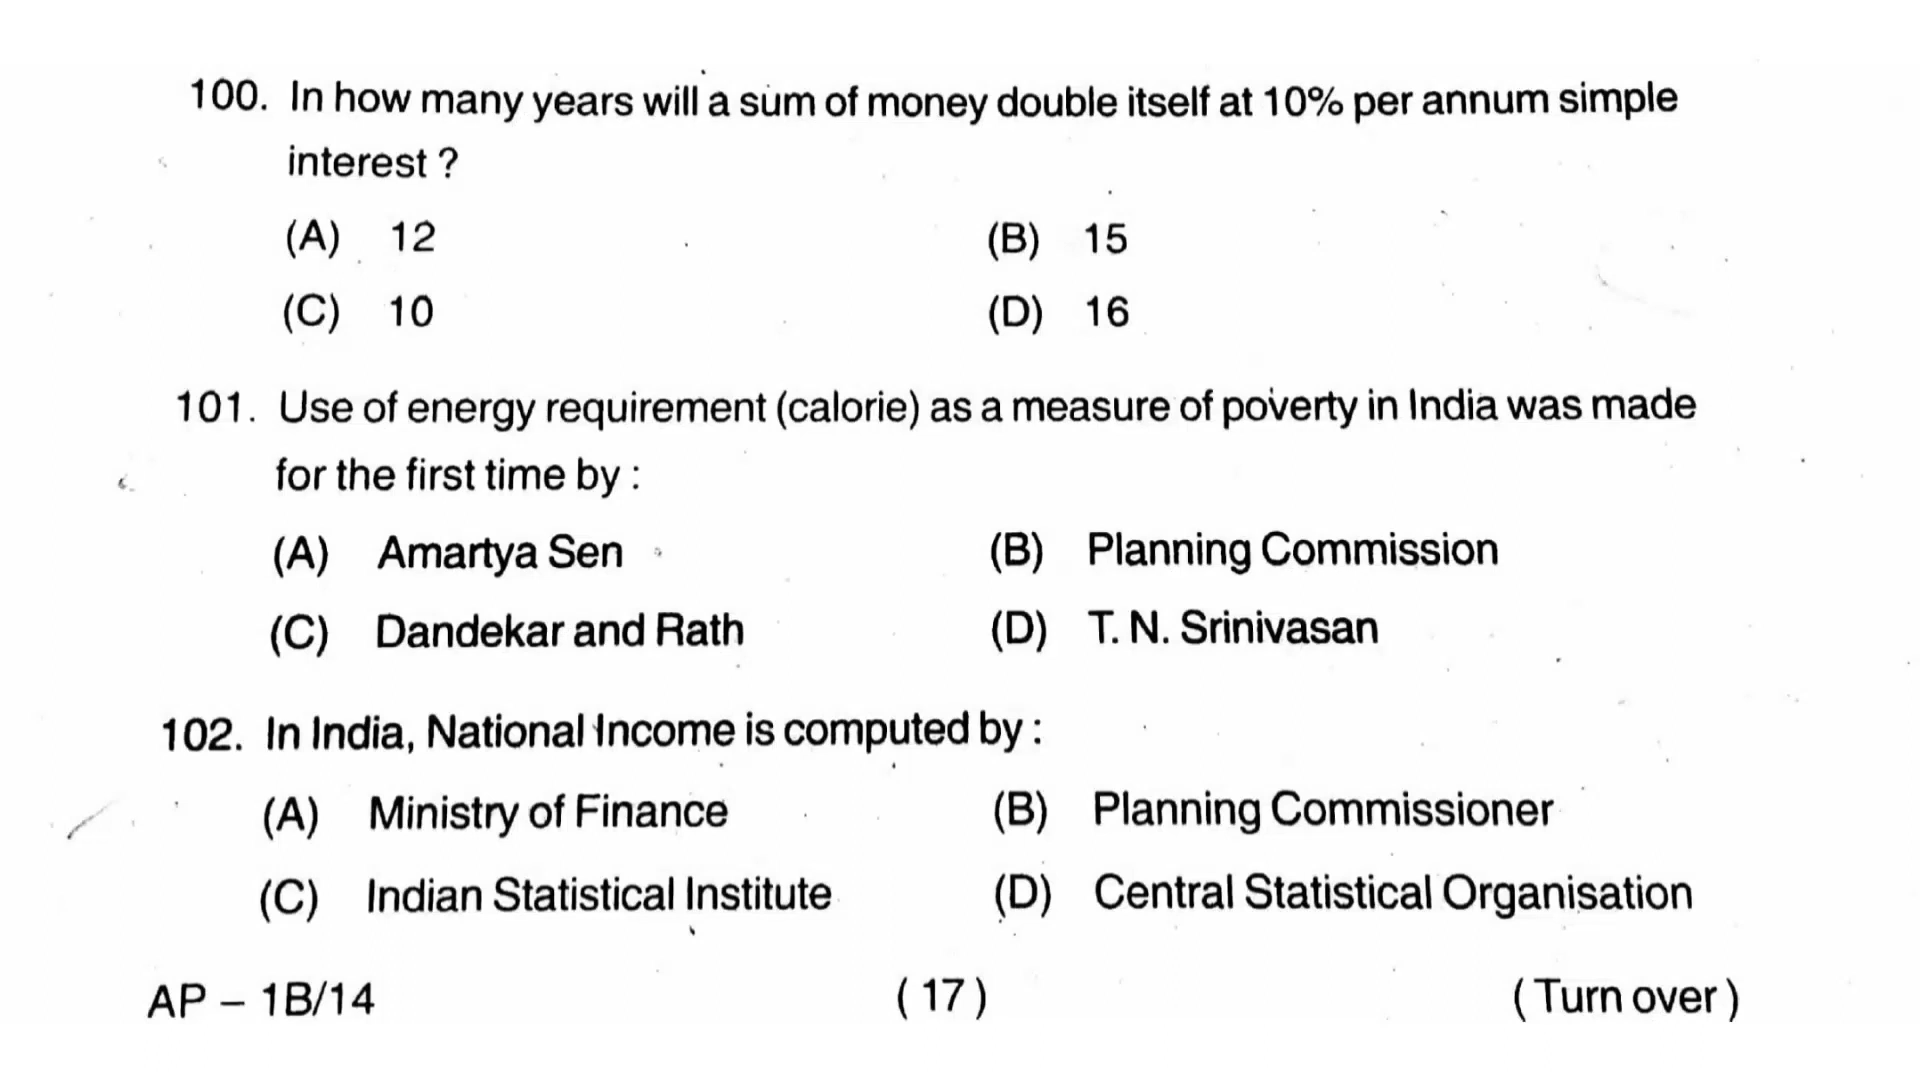 100. In how many years will a sum of money double itself at 10% per annum simple
interest ?
(A) 12 (B) 15
(C) 10 (D) 16
101. Use of energy requirement (calorie) as a measure of poverty in India was made
for the first time by :
(A) Amartya Sen (B) Planning Commission
(C) Dandekar and Rath (D) T. N. Srinivasan
102. In India, National Income is computed by :
(A) Ministry of Finance (B) Planning Commissioner
(C) Indian Statistical Institute (D) Central Statistical Organisation
AP – 1B/14 ( 17 ) ( Turn over )